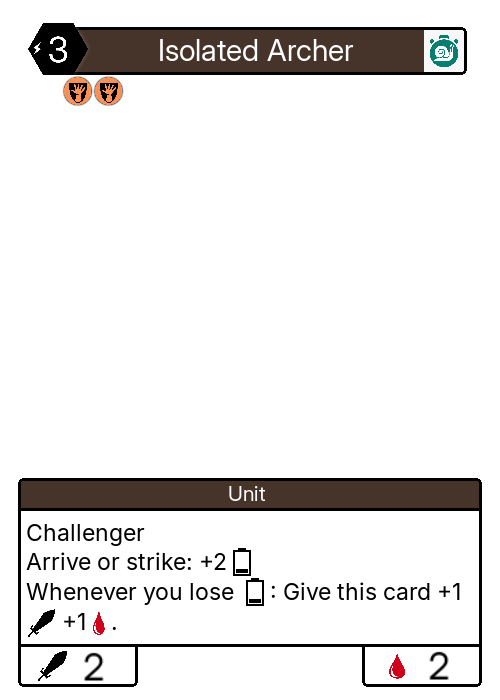 3
Isolated Archer
Unit
Challenger
Arrive or strike: +2
Whenever you lose : Give this card +1
+1 .
2
2